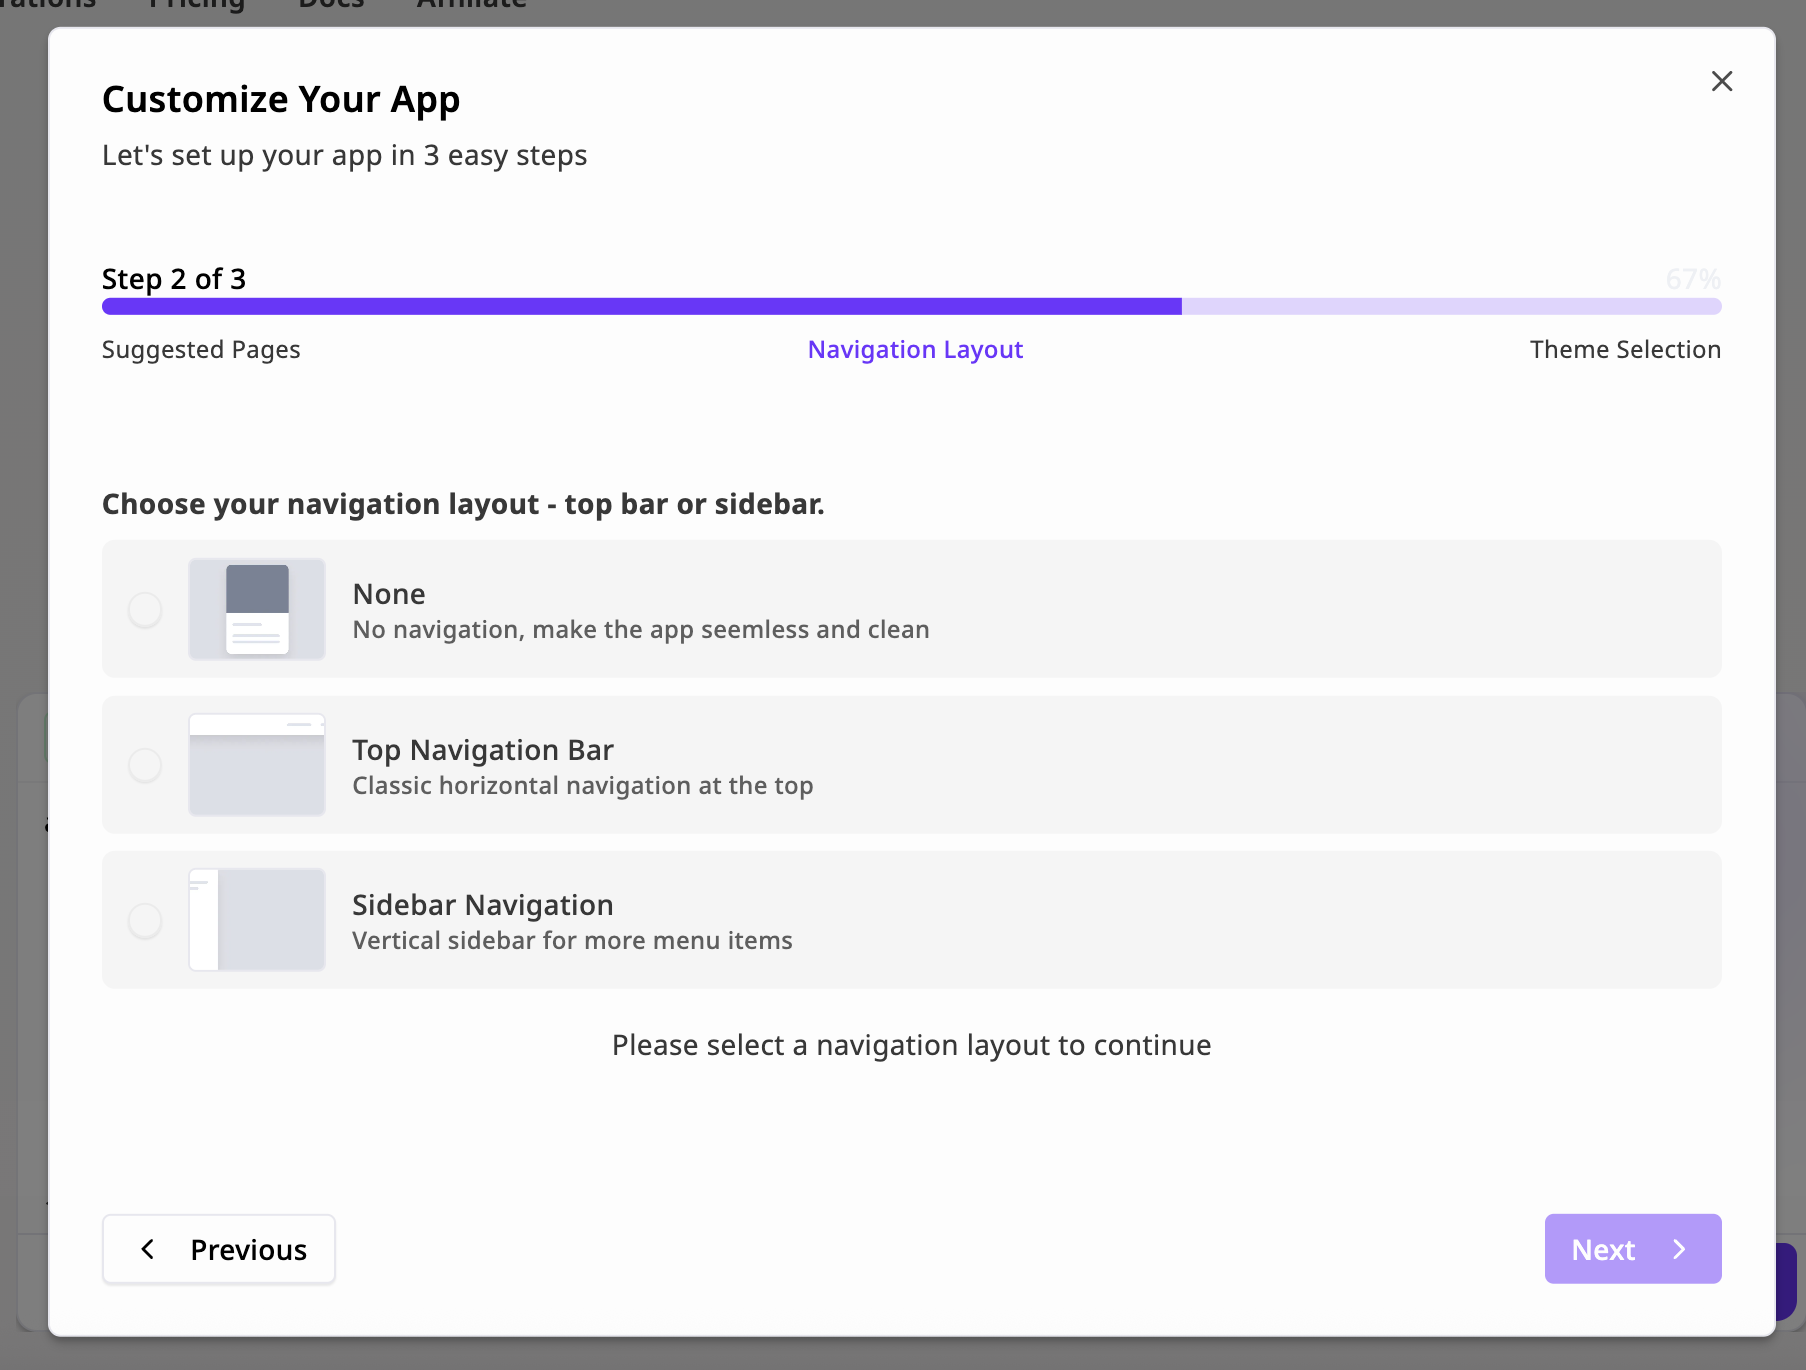 Pricing Docs Affiliate
Customize Your App
Let's set up your app in 3 easy steps
Step 2 of 3
67%
Suggested Pages
Navigation Layout
Theme Selection
Choose your navigation layout - top bar or sidebar.
None
No navigation, make the app seemless and clean
Top Navigation Bar
Classic horizontal navigation at the top
Sidebar Navigation
Vertical sidebar for more menu items
Please select a navigation layout to continue
Previous
Next